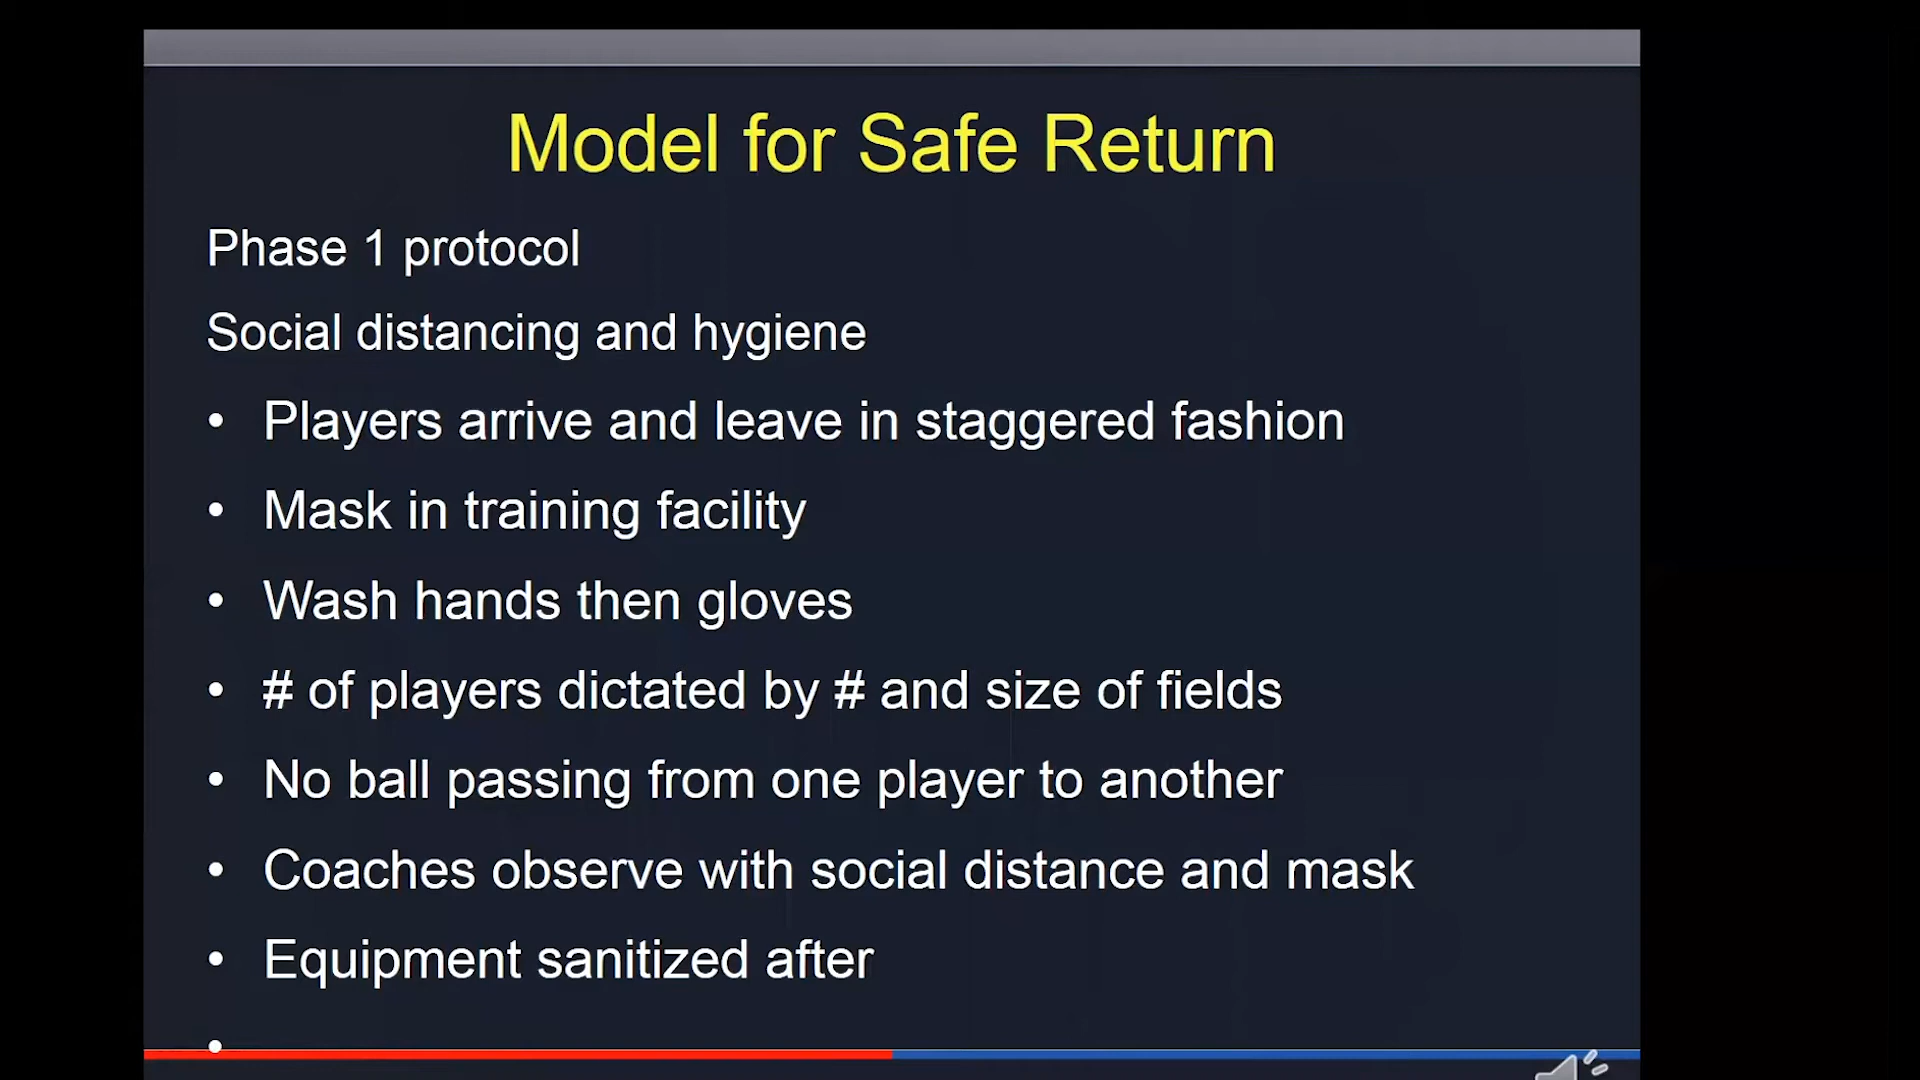 Model for Safe Return
Phase 1 protocol
Social distancing and hygiene
• Players arrive and leave in staggered fashion
• Mask in training facility
• Wash hands then gloves
• # of players dictated by # and size of fields
• No ball passing from one player to another
• Coaches observe with social distance and mask
• Equipment sanitized after
•